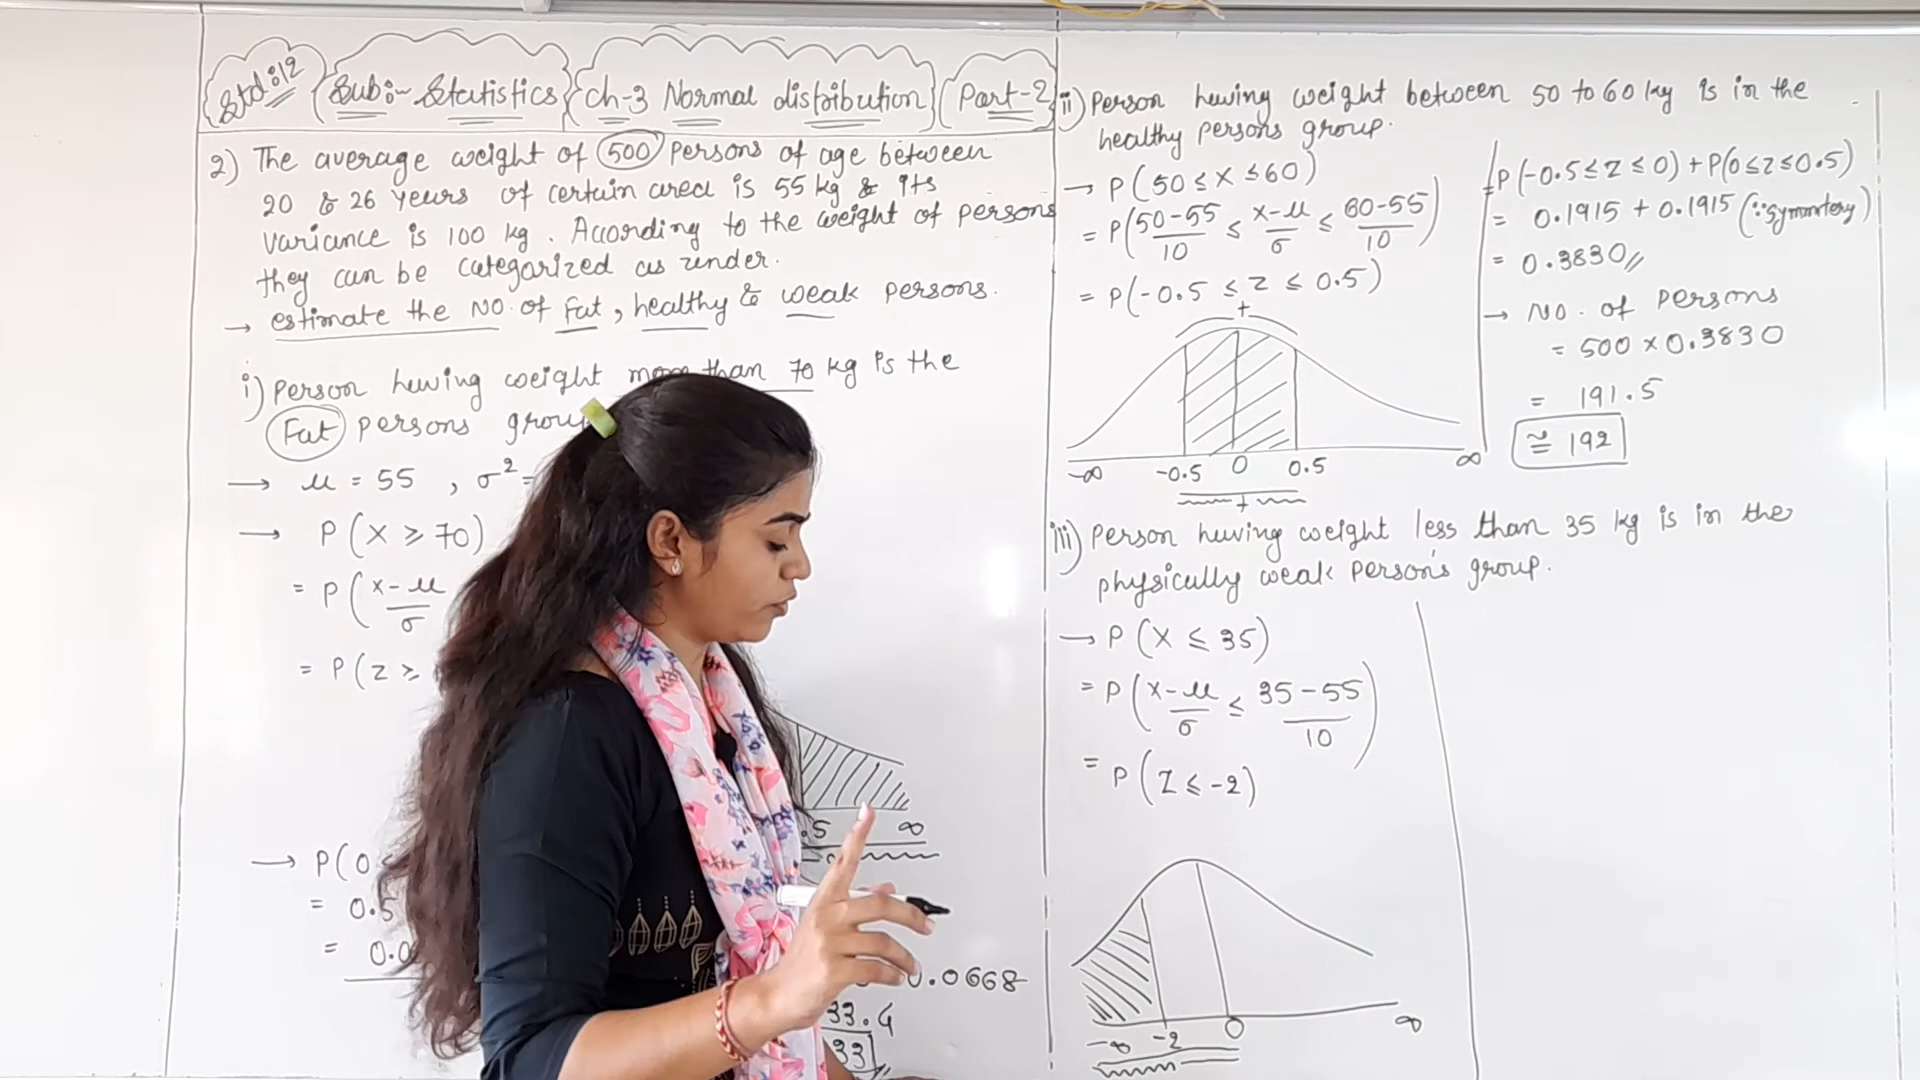 Std:12
Sub:- Statistics
Ch-3 Normal distribution
Part-2
2) The average weight of 500 persons of age between
20 & 26 years of certain area is 55 kg & its
variance is 100 kg. According to the weight of persons
they can be categorized as under.
→ estimate the NO. of Fat, healthy & weak persons.
i) Person having weight more than 70 kg is the
Fat persons group
→ μ = 55 , σ² =
→ P(X ≥ 70)
= P(x-μ
σ
= P(Z ≥
.5 ∞
→ P(0 ≤
= 0.5
= 0.0
0.0668
33.4
33
ii) Person having weight between 50 to 60 kg is in the
healthy persons group.
→ P(50 ≤ x ≤ 60)
= P(50-55/10 ≤ x-μ/σ ≤ 60-55/10)
= P(-0.5 ≤ z ≤ 0.5)
+
-∞ -0.5 0 0.5 ∞
+
= P(-0.5 ≤ z ≤ 0) + P(0 ≤ z ≤ 0.5)
= 0.1915 + 0.1915 (∵ symmtery)
= 0.3830//
→ NO. of persons
= 500 × 0.3830
= 191.5
≅ 192
iii) Person having weight less than 35 kg is in the
physically weak person's group.
→ P(X ≤ 35)
= P(x-μ/σ ≤ 35-55/10)
= P(Z ≤ -2)
-∞ -2 0 ∞